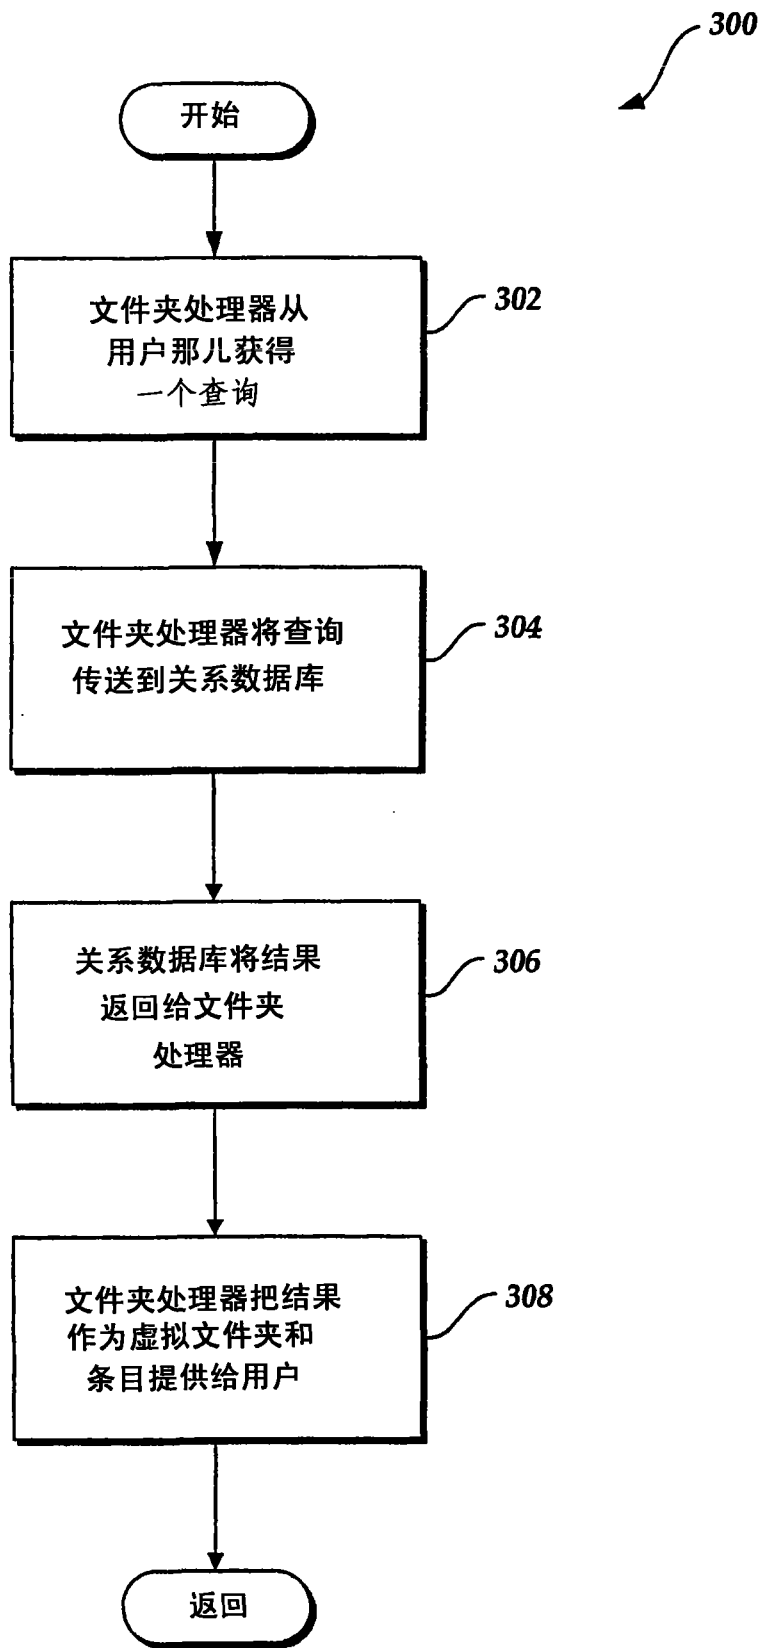 300
开始
文件夹处理器从
用户那儿获得
一个查询
302
文件夹处理器将查询
传送到关系数据库
304
关系数据库将结果
返回给文件夹
处理器
306
文件夹处理器把结果
作为虚拟文件夹和
条目提供给用户
308
返回